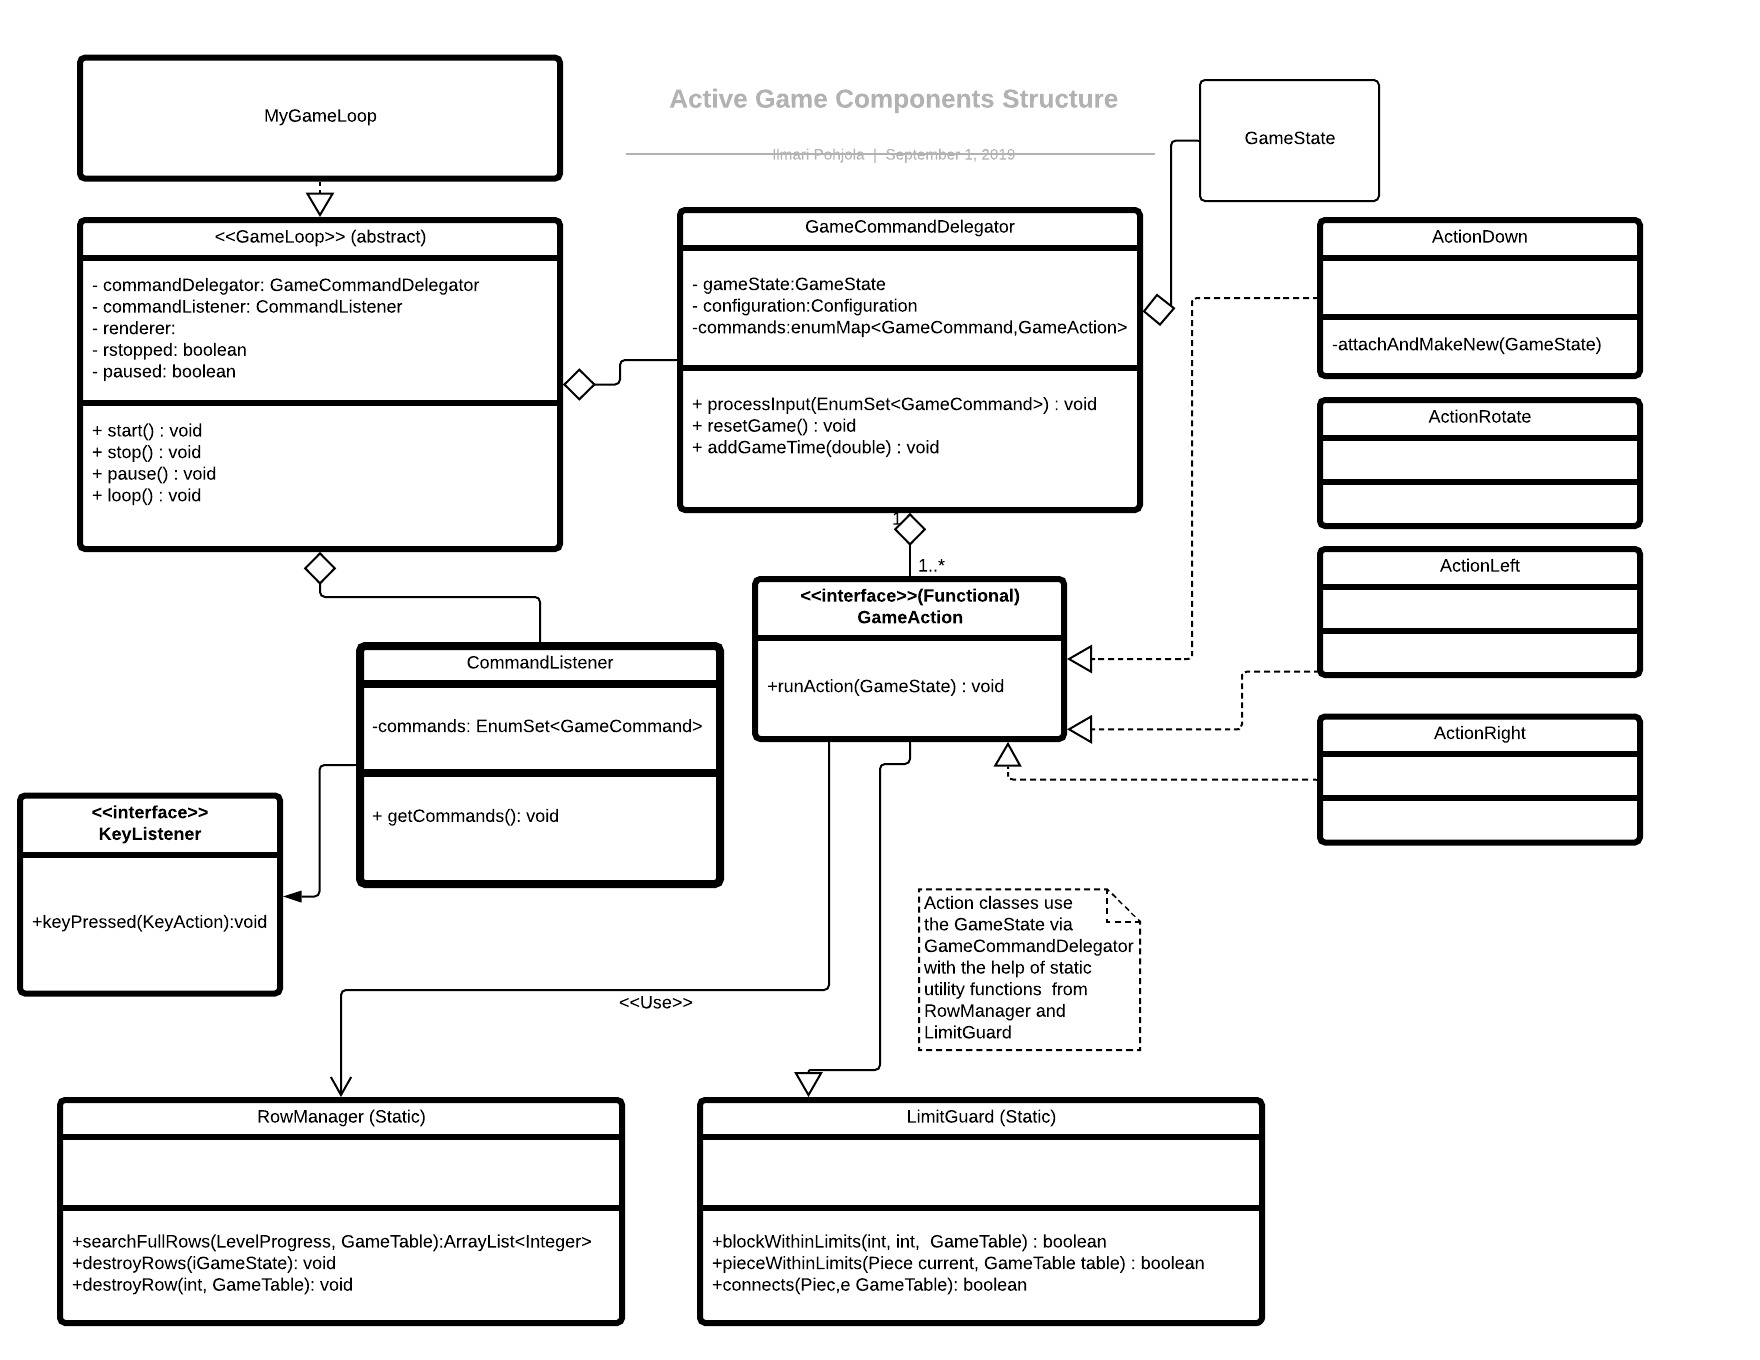 Active Game Components Structure
Ilmari Pohjola | September 1, 2019
MyGameLoop
GameState
<<GameLoop>> (abstract)
- commandDelegator: GameCommandDelegator
- commandListener: CommandListener
- renderer:
- rstopped: boolean
- paused: boolean
+ start() : void
+ stop() : void
+ pause() : void
+ loop() : void
GameCommandDelegator
- gameState:GameState
- configuration:Configuration
-commands:enumMap<GameCommand,GameAction>
+ processInput(EnumSet<GameCommand>) : void
+ resetGame() : void
+ addGameTime(double) : void
1
1..*
ActionDown
-attachAndMakeNew(GameState)
ActionRotate
ActionLeft
ActionRight
<<interface>>(Functional)
GameAction
+runAction(GameState) : void
CommandListener
-commands: EnumSet<GameCommand>
+ getCommands(): void
<<interface>>
KeyListener
+keyPressed(KeyAction):void
Action classes use
the GameState via
GameCommandDelegator
with the help of static
utility functions  from
RowManager and
LimitGuard
<<Use>>
RowManager (Static)
+searchFullRows(LevelProgress, GameTable):ArrayList<Integer>
+destroyRows(iGameState): void
+destroyRow(int, GameTable): void
LimitGuard (Static)
+blockWithinLimits(int, int,  GameTable) : boolean
+pieceWithinLimits(Piece current, GameTable table) : boolean
+connects(Piec,e GameTable): boolean